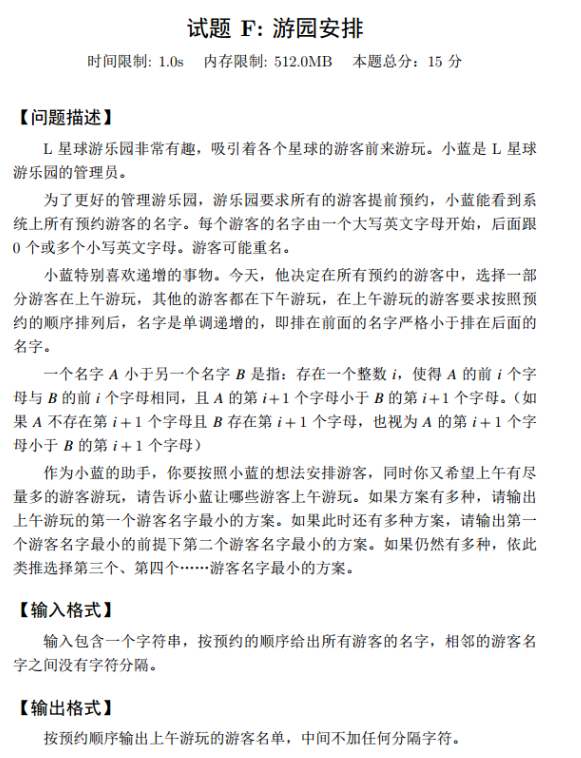 试题 F: 游园安排
时间限制: 1.0s 内存限制: 512.0MB 本题总分: 15 分
【问题描述】
L 星球游乐园非常有趣，吸引着各个星球的游客前来游玩。小蓝是 L 星球
游乐园的管理员。
为了更好的管理游乐园，游乐园要求所有的游客提前预约，小蓝能看到系
统上所有预约游客的名字。每个游客的名字由一个大写英文字母开始，后面跟
0 个或多个小写英文字母。游客可能重名。
小蓝特别喜欢递增的事物。今天，他决定在所有预约的游客中，选择一部
分游客在上午游玩，其他的游客都在下午游玩，在上午游玩的游客要求按照预
约的顺序排列后，名字是单调递增的，即排在前面的名字严格小于排在后面的
名字。
一个名字 A 小于另一个名字 B 是指：存在一个整数 i，使得 A 的前 i 个字
母与 B 的前 i 个字母相同，且 A 的第 i+1 个字母小于 B 的第 i+1 个字母。（如
果 A 不存在第 i + 1 个字母且 B 存在第 i + 1 个字母，也视为 A 的第 i + 1 个字
母小于 B 的第 i + 1 个字母）
作为小蓝的助手，你要按照小蓝的想法安排游客，同时你又希望上午有尽
量多的游客游玩，请告诉小蓝让哪些游客上午游玩。如果方案有多种，请输出
上午游玩的第一个游客名字最小的方案。如果此时还有多种方案，请输出第一
个游客名字最小的前提下第二个游客名字最小的方案。如果仍然有多种，依此
类推选择第三个、第四个……游客名字最小的方案。
【输入格式】
输入包含一个字符串，按预约的顺序给出所有游客的名字，相邻的游客名
字之间没有字符分隔。
【输出格式】
按预约顺序输出上午游玩的游客名单，中间不加任何分隔字符。